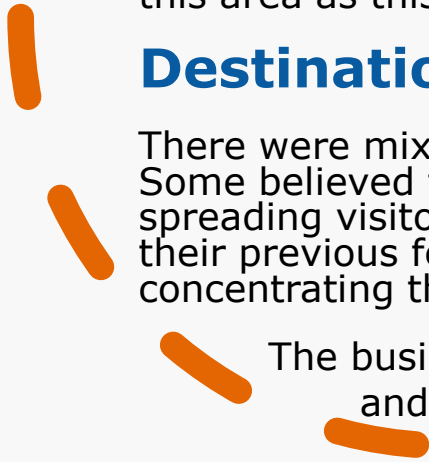 this area as this
Destinatio
There were mix
Some believed
spreading visito
their previous f
concentrating th
The busi
and